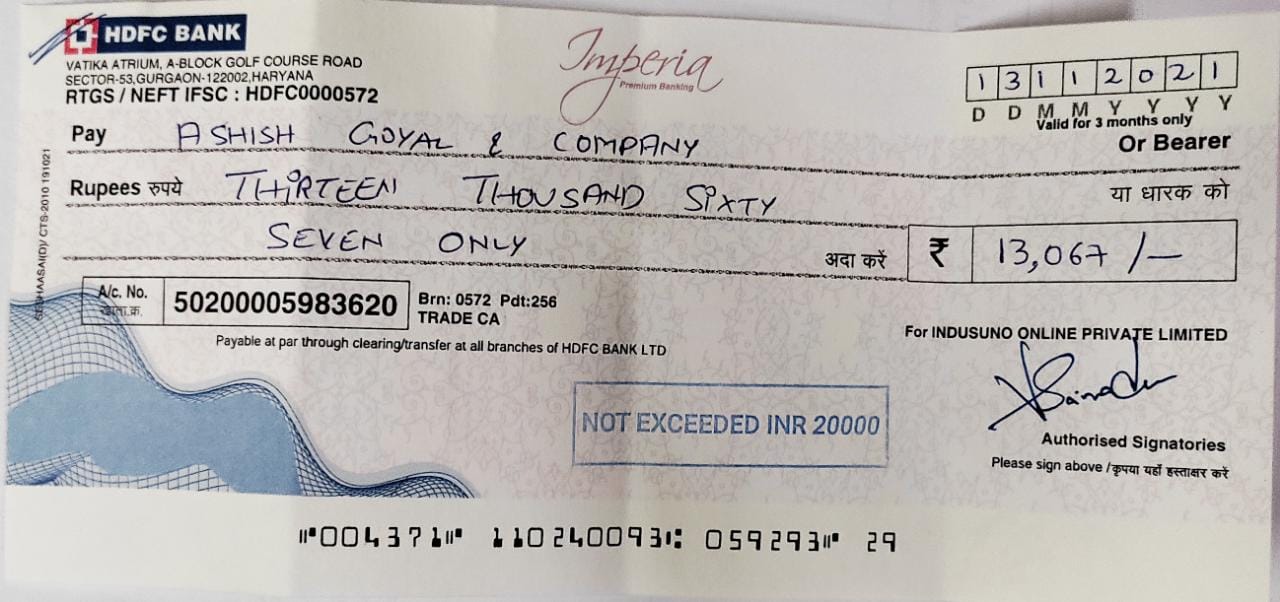 HDFC BANK
VATIKA ATRIUM, A-BLOCK GOLF COURSE ROAD
SECTOR-53,GURGAON-122002,HARYANA
RTGS / NEFT IFSC : HDFC0000572
Imperia
Premium Banking
1 3 1 1 2 0 2 1
D D M M Y Y Y Y
Valid for 3 months only
Pay ASHISH GOYAL & COMPANY Or Bearer
Rupees रुपये THIRTEEN THOUSAND SIXTY या धारक को
SEVEN ONLY अदा करें ₹ 13,067 /—
CTS-2010 191021
A/c. No. 50200005983620 Brn: 0572 Pdt:256
TRADE CA
Payable at par through clearing/transfer at all branches of HDFC BANK LTD
For INDUSUNO ONLINE PRIVATE LIMITED
NOT EXCEEDED INR 20000
Authorised Signatories
Please sign above / कृपया यहाँ हस्ताक्षर करें
⑈004371⑈ 110240093⑆ 059293⑈ 29